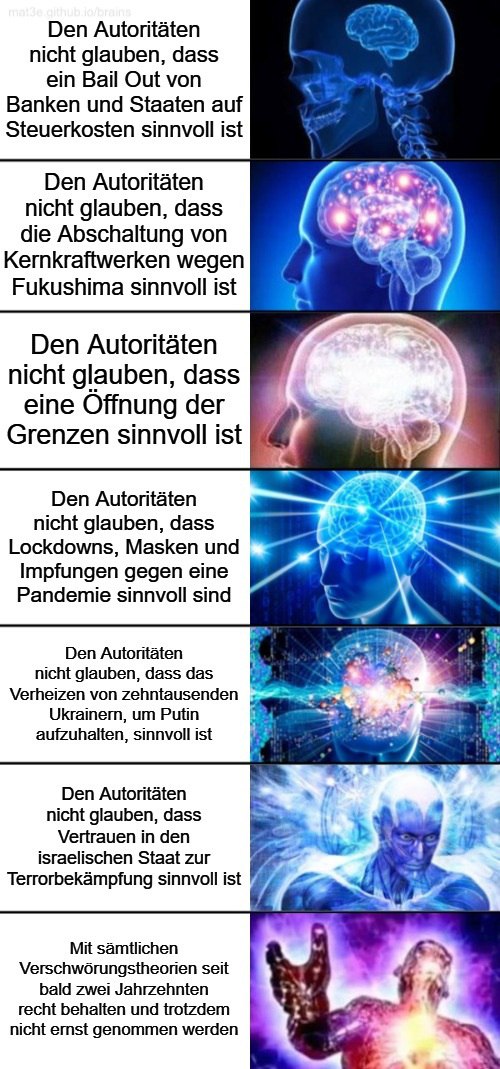 mat3e.github.io/brains
Den Autoritäten
nicht glauben, dass
ein Bail Out von
Banken und Staaten auf
Steuerkosten sinnvoll ist
Den Autoritäten
nicht glauben, dass
die Abschaltung von
Kernkraftwerken wegen
Fukushima sinnvoll ist
Den Autoritäten
nicht glauben, dass
eine Öffnung der
Grenzen sinnvoll ist
Den Autoritäten
nicht glauben, dass
Lockdowns, Masken und
Impfungen gegen eine
Pandemie sinnvoll sind
Den Autoritäten
nicht glauben, dass das
Verheizen von zehntausenden
Ukrainern, um Putin
aufzuhalten, sinnvoll ist
Den Autoritäten
nicht glauben, dass
Vertrauen in den
israelischen Staat zur
Terrorbekämpfung sinnvoll ist
Mit sämtlichen
Verschwörungstheorien seit
bald zwei Jahrzehnten
recht behalten und trotzdem
nicht ernst genommen werden